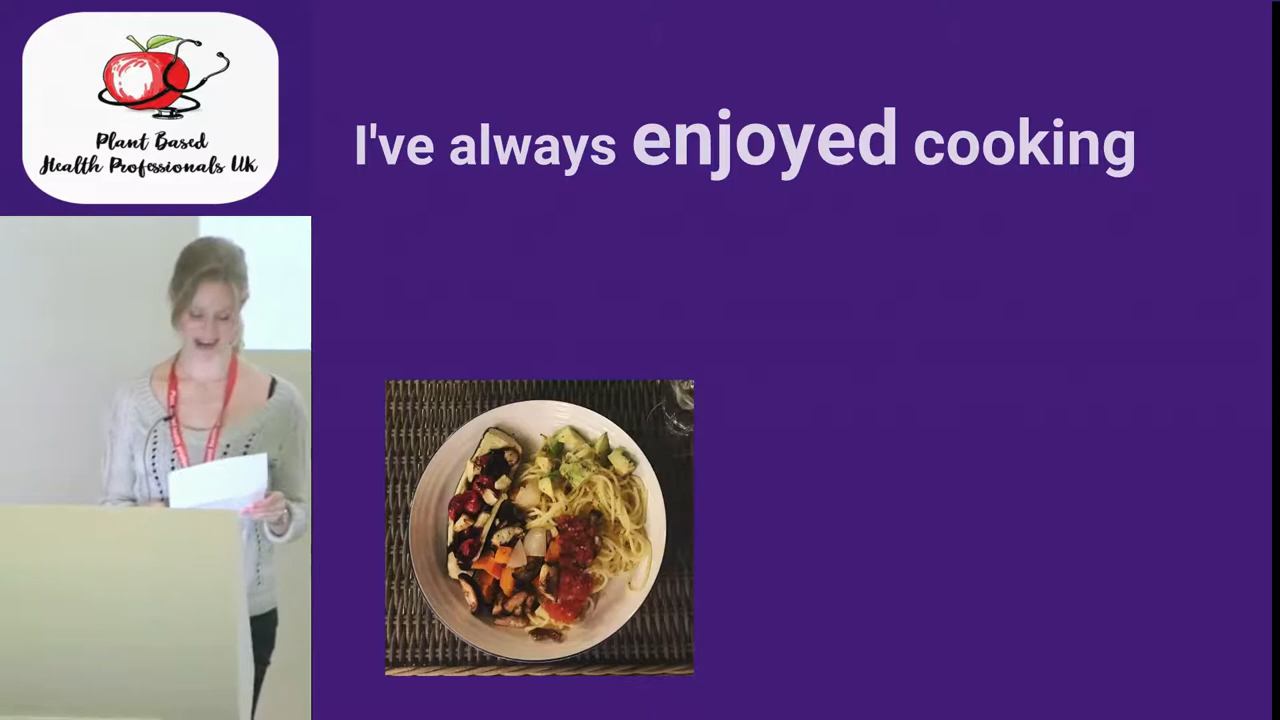 Plant Based
Health Professionals UK
I've always enjoyed cooking